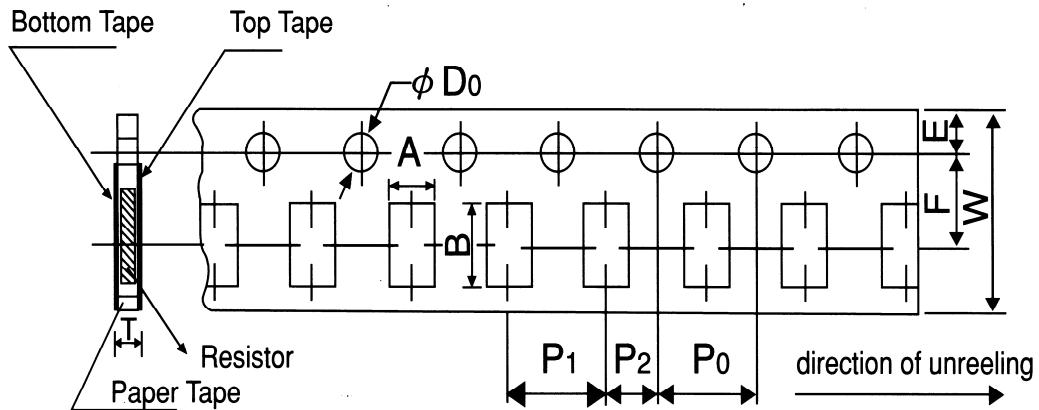 Bottom Tape
Top Tape
ϕ D0
A
B
E
F
W
T
Resistor
Paper Tape
P1
P2
P0
direction of unreeling